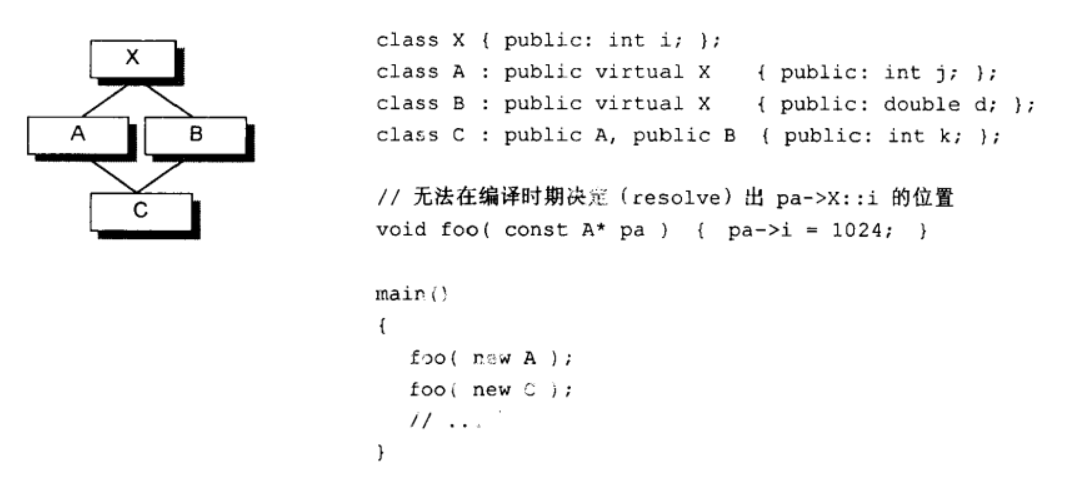 X
A
B
C
class X { public: int i; };
class A : public virtual X { public: int j; };
class B : public virtual X { public: double d; };
class C : public A, public B { public: int k; };
// 无法在编译时期决定（resolve）出 pa->X::i 的位置
void foo( const A* pa ) { pa->i = 1024; }
main()
{
foo( new A );
foo( new C );
// ...
}